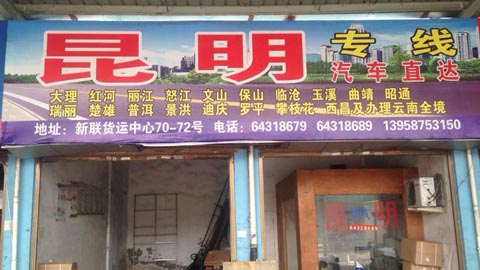 昆明 专线
汽车直达
大理 红河 丽江 怒江 文山 保山 临沧 玉溪 曲靖 昭通
瑞丽 楚雄 普洱 景洪 迪庆 罗平 攀枝花 西昌及办理云南全境
地址：新联货运中心70-72号 电话：64318679 64318689 13958753150
昆明